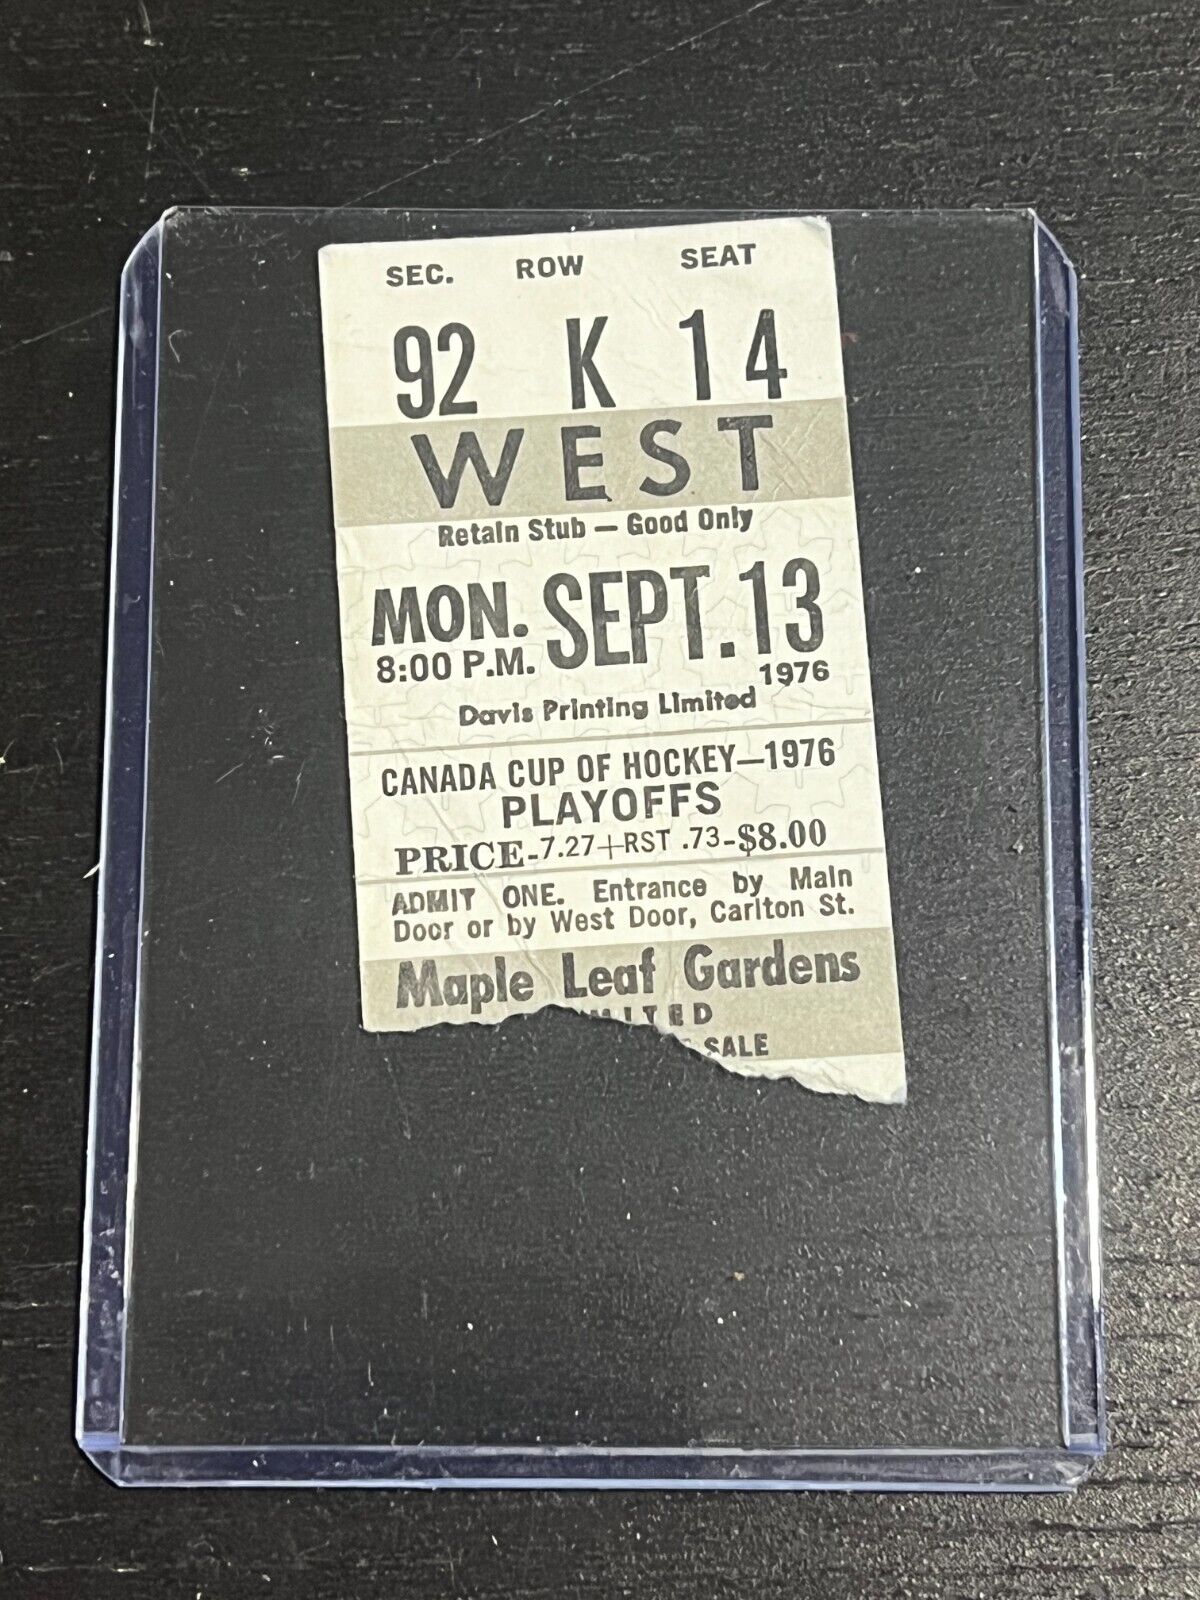 SEC. ROW SEAT
92 K 14
WEST
Retain Stub — Good Only
MON. SEPT. 13
8:00 P.M. 1976
Davis Printing Limited
CANADA CUP OF HOCKEY—1976
PLAYOFFS
PRICE-7.27+RST .73-$8.00
ADMIT ONE. Entrance by Main
Door or by West Door, Carlton St.
Maple Leaf Gardens
SALE